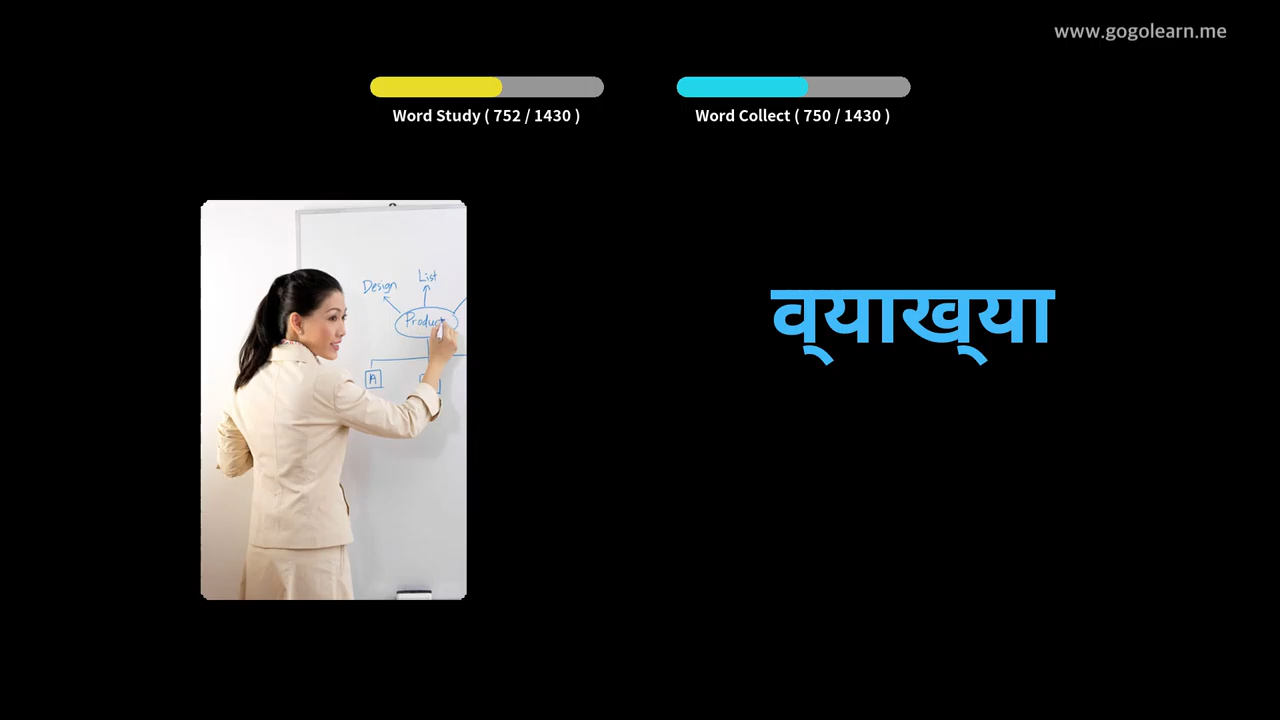 www.gogolearn.me
Word Study ( 752 / 1430 )
Word Collect ( 750 / 1430 )
List
Design
Product
A
व्याख्या